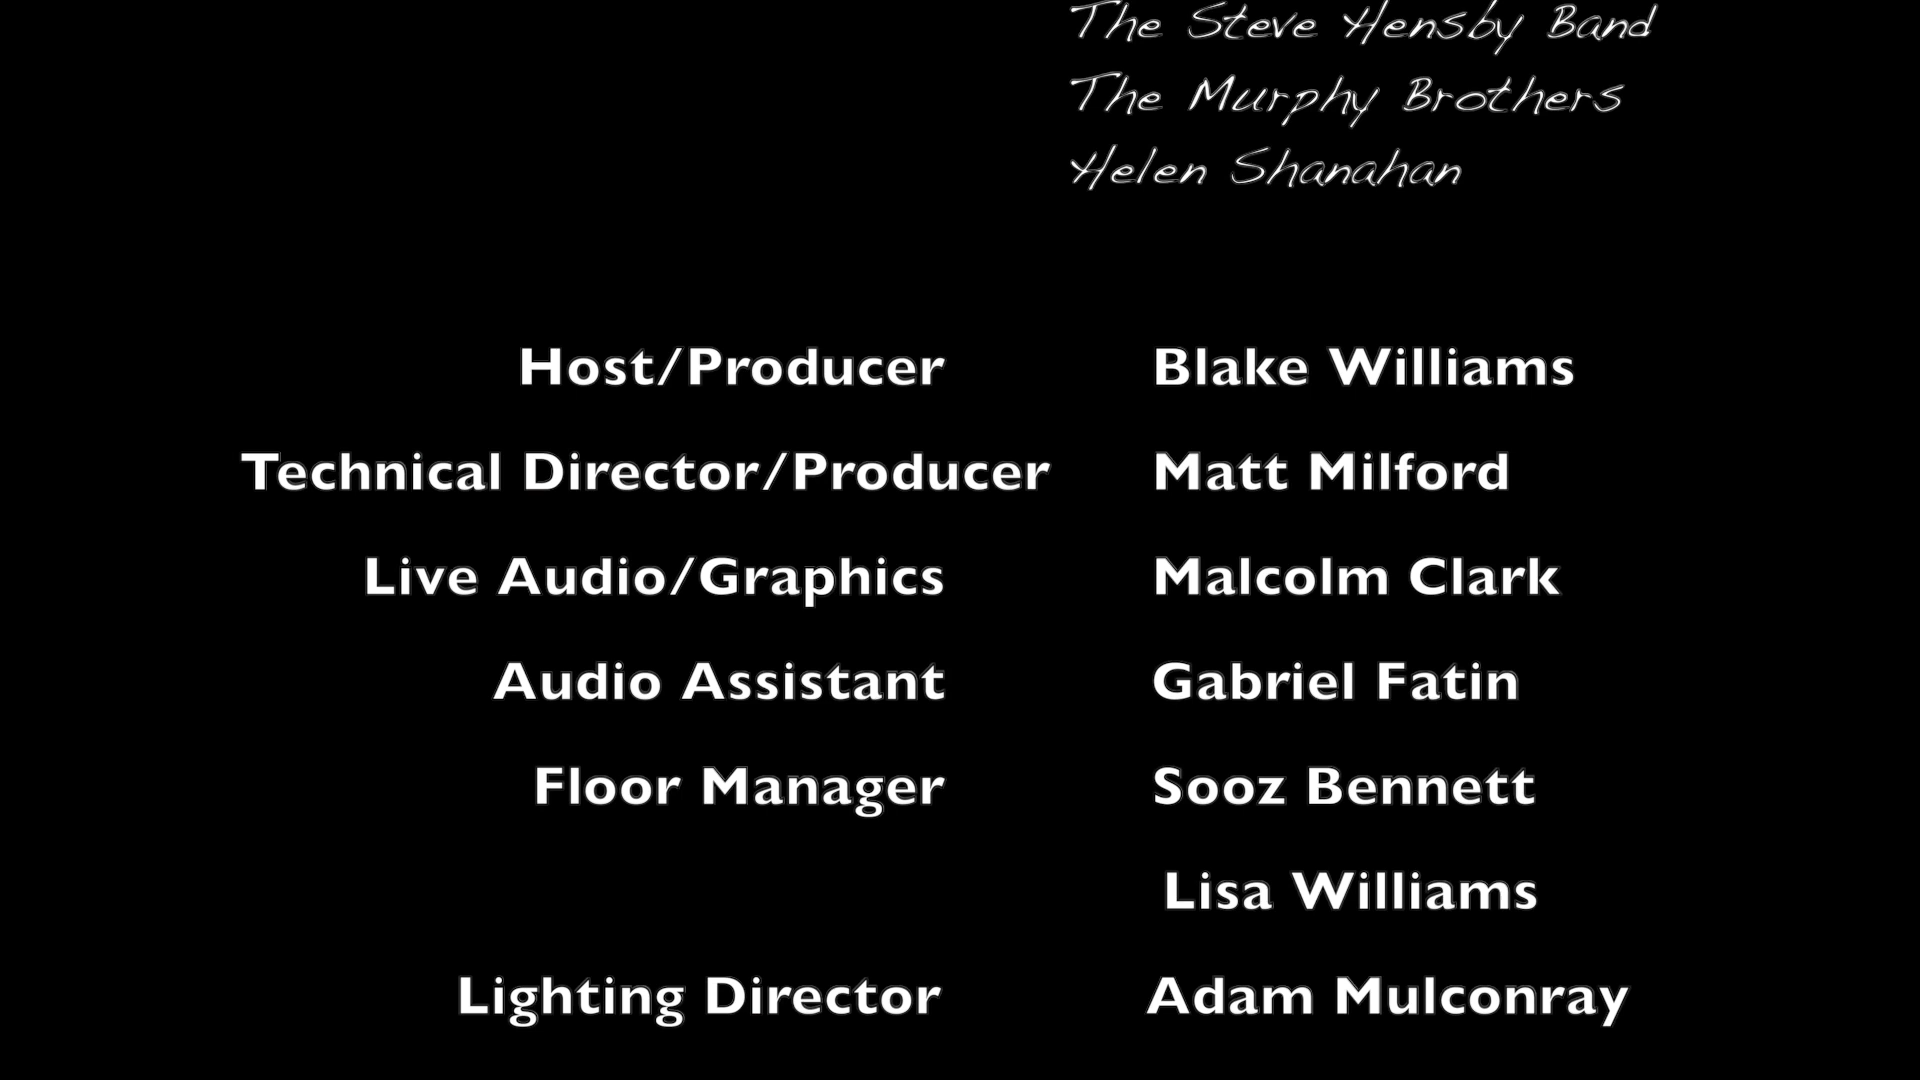 The Steve Hensby Band
The Murphy Brothers
Helen Shanahan
Host/Producer Blake Williams
Technical Director/Producer Matt Milford
Live Audio/Graphics Malcolm Clark
Audio Assistant Gabriel Fatin
Floor Manager Sooz Bennett
Lisa Williams
Lighting Director Adam Mulconray